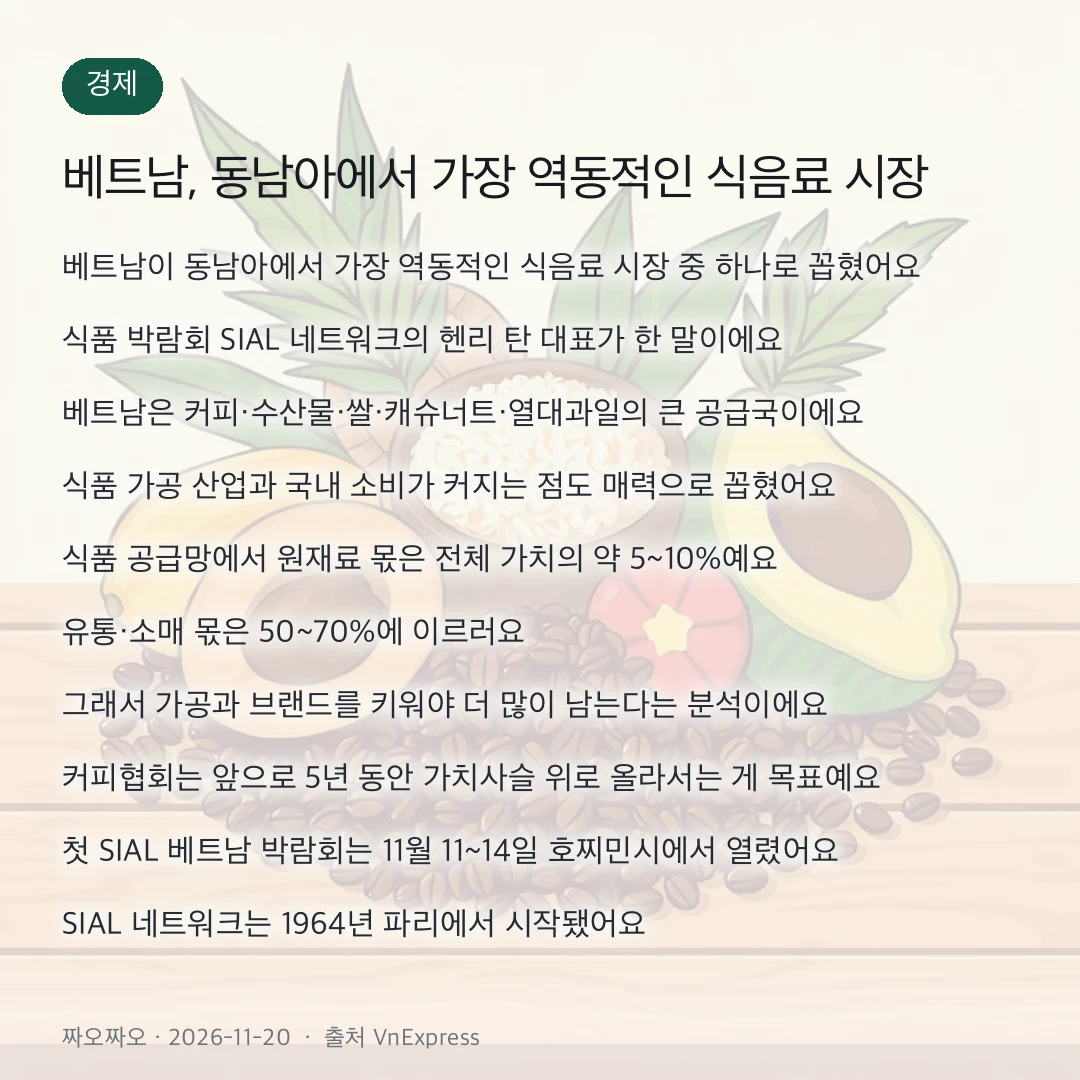 경제
베트남, 동남아에서 가장 역동적인 식음료 시장
베트남이 동남아에서 가장 역동적인 식음료 시장 중 하나로 꼽혔어요
식품 박람회 SIAL 네트워크의 헨리 탄 대표가 한 말이에요
베트남은 커피·수산물·쌀·캐슈너트·열대과일의 큰 공급국이에요
식품 가공 산업과 국내 소비가 커지는 점도 매력으로 꼽혔어요
식품 공급망에서 원재료 몫은 전체 가치의 약 5~10%예요
유통·소매 몫은 50~70%에 이르러요
그래서 가공과 브랜드를 키워야 더 많이 남는다는 분석이에요
커피협회는 앞으로 5년 동안 가치사슬 위로 올라서는 게 목표예요
첫 SIAL 베트남 박람회는 11월 11~14일 호찌민시에서 열렸어요
SIAL 네트워크는 1964년 파리에서 시작됐어요
짜오짜오 · 2026-11-20 · 출처 VnExpress